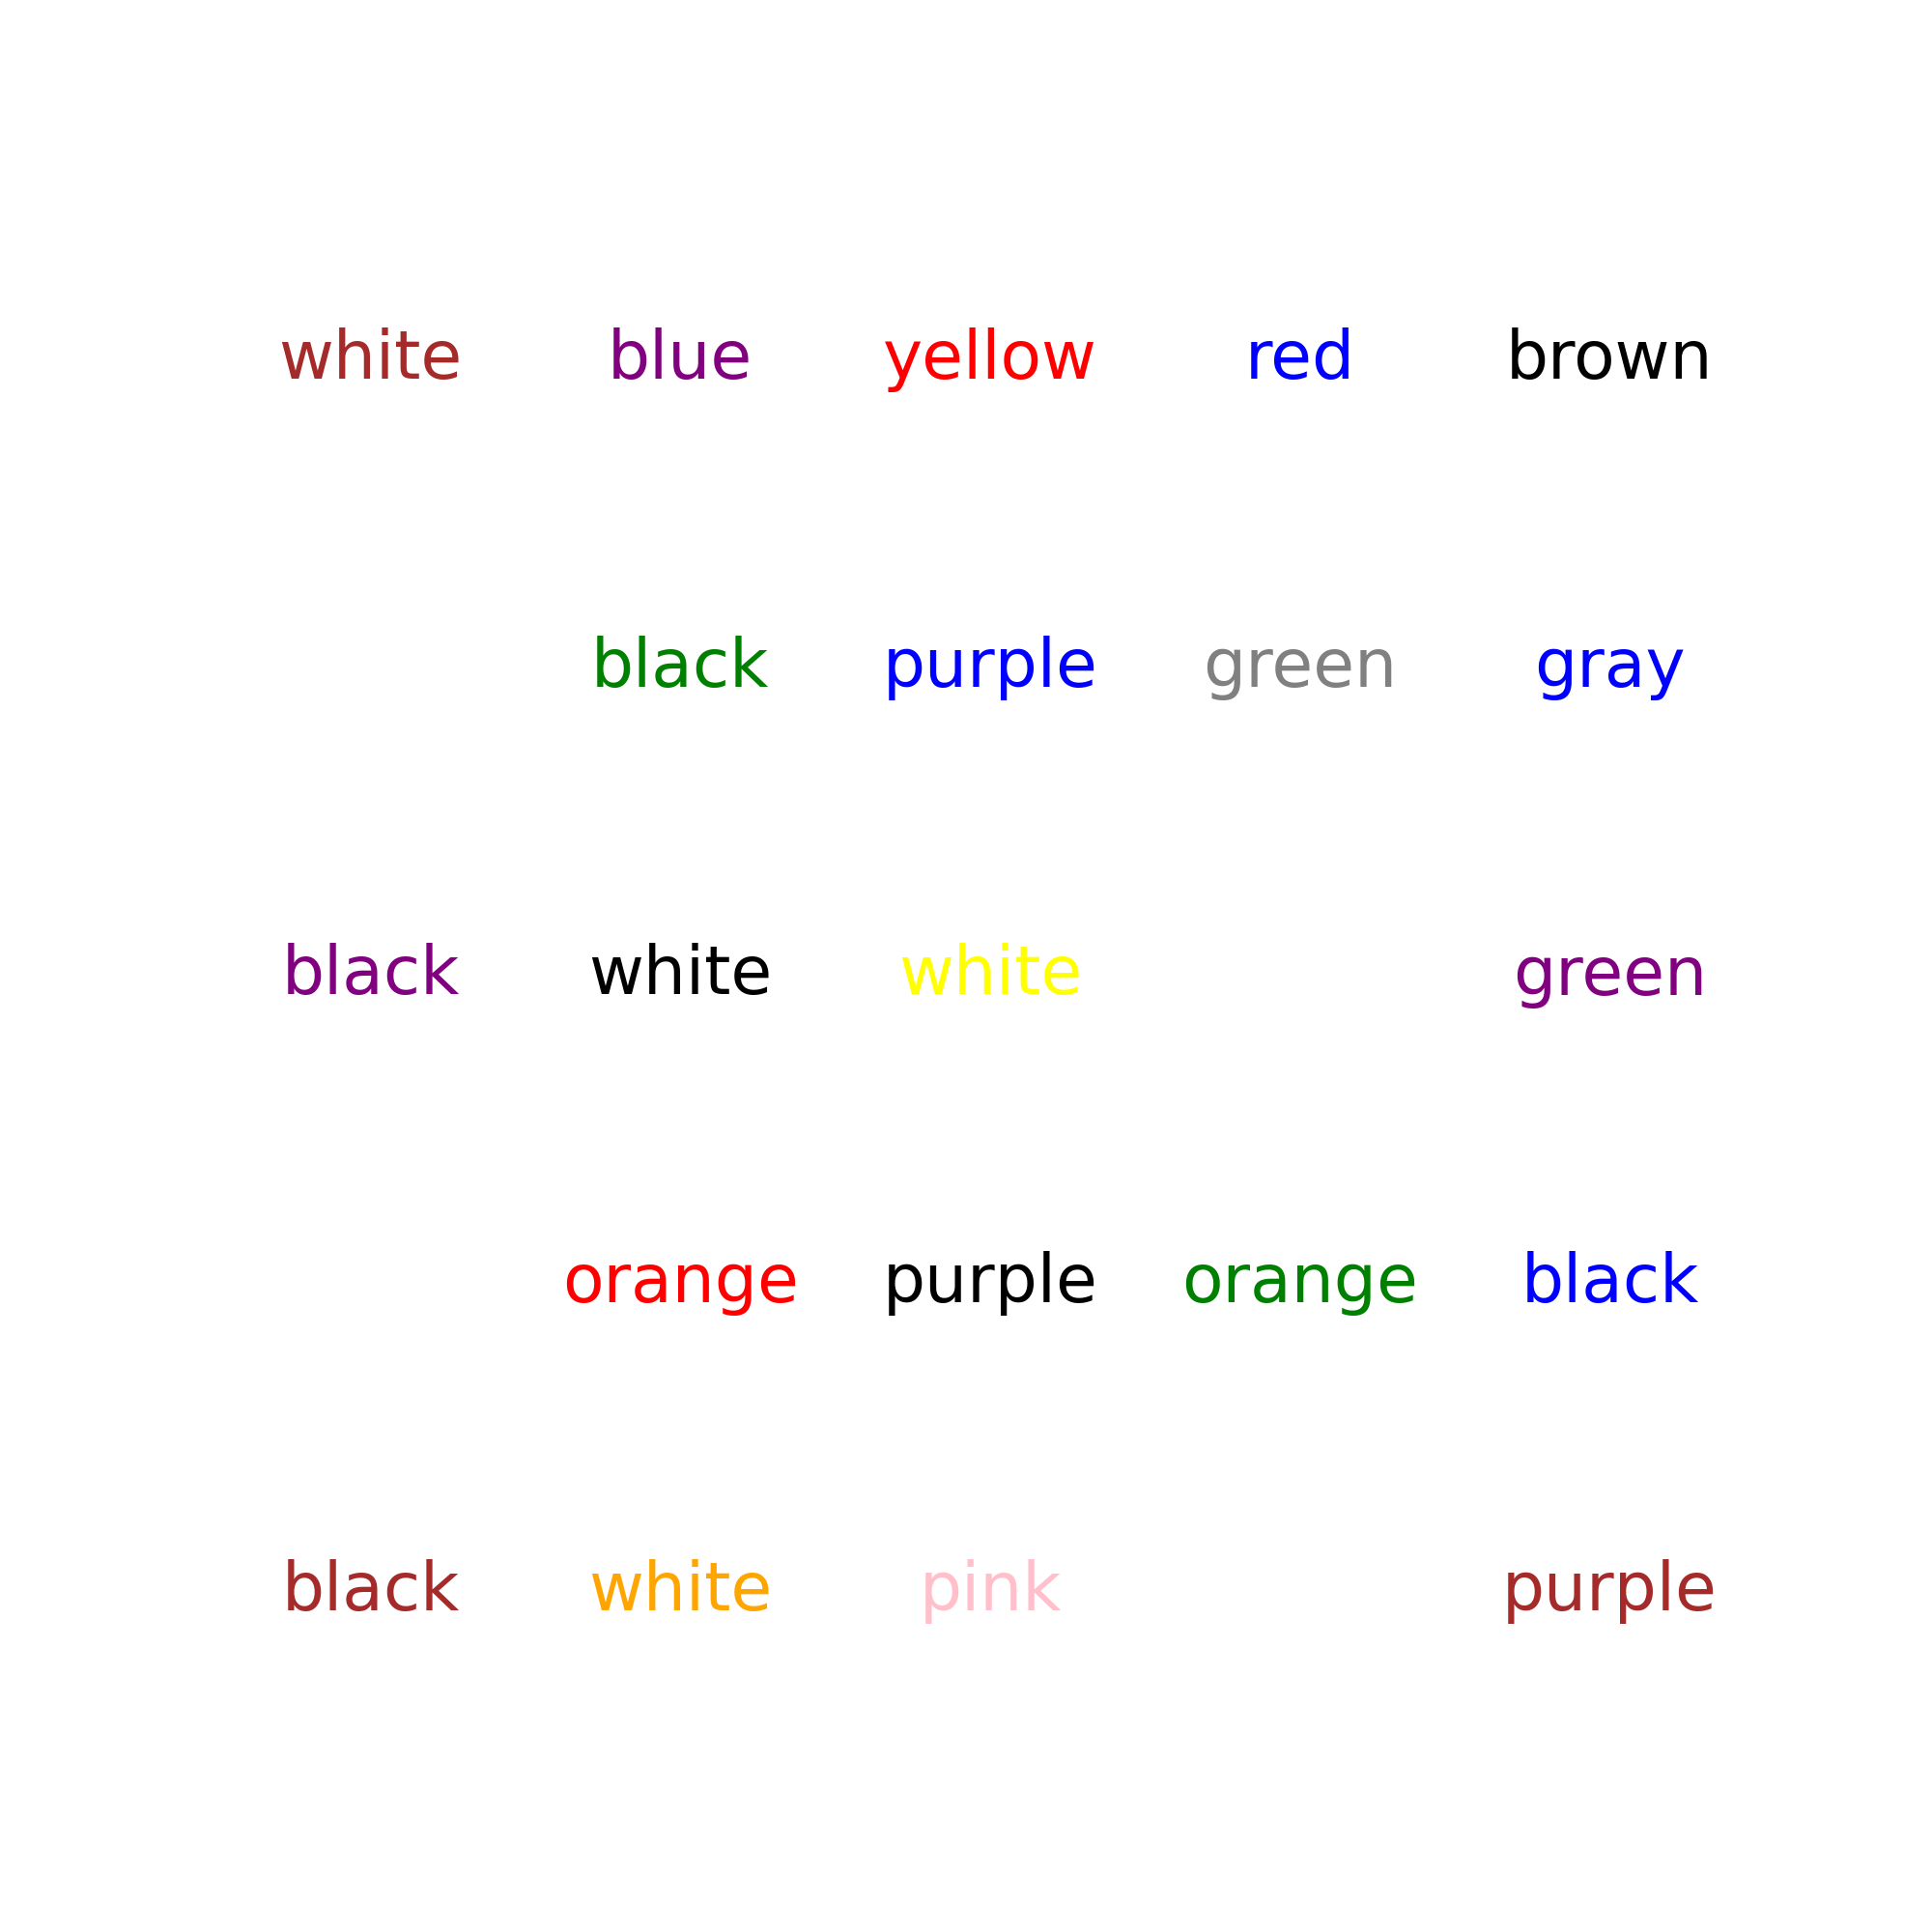 white blue yellow red brown
black purple green gray
black white white green
orange purple orange black
black white pink purple